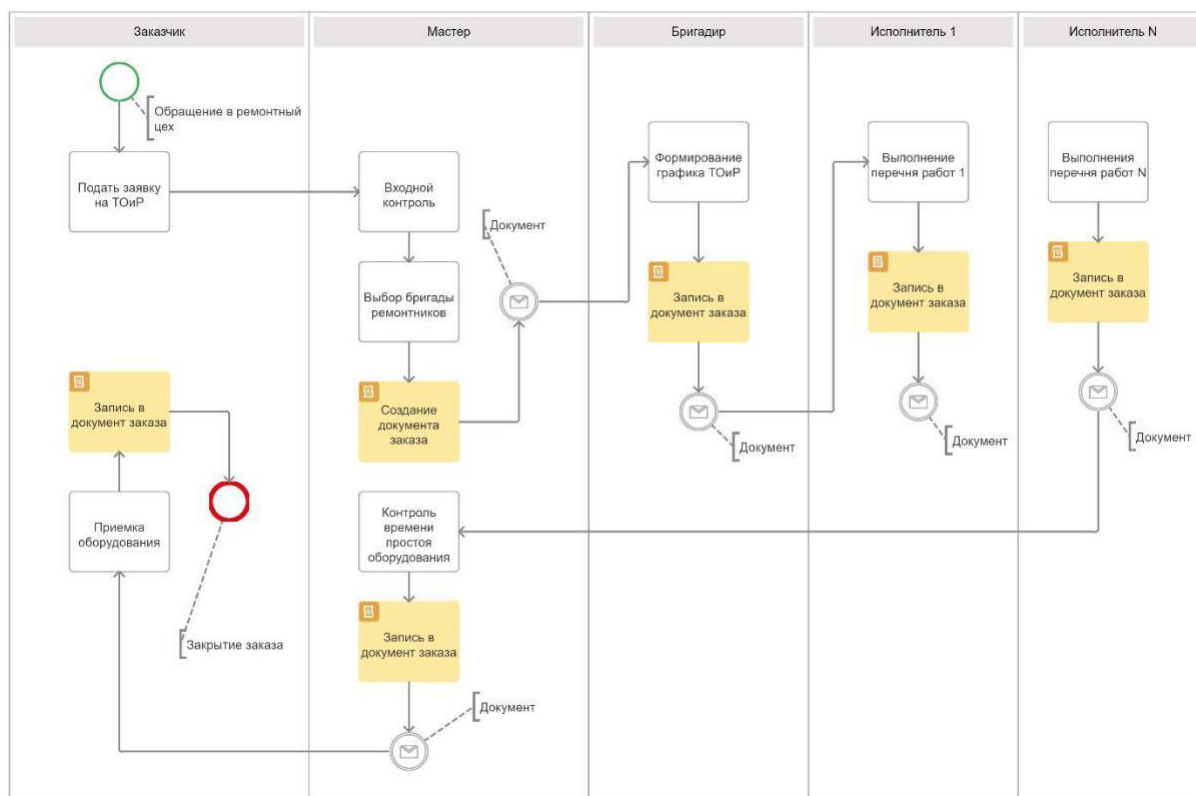 Заказчик
Мастер
Бригадир
Исполнитель 1
Исполнитель N
Обращение в ремонтный
цех
Подать заявку
на ТОиР
Входной
контроль
Документ
Формирование
графика ТОиР
Выполнение
перечня работ 1
Выполнения
перечня работ N
Выбор бригады
ремонтников
Запись в
документ заказа
Запись в
документ заказа
Запись в
документ заказа
Запись в
документ заказа
Создание
документа
заказа
Документ
Документ
Документ
Приемка
оборудования
Контроль
времени
простоя
оборудования
Закрытие заказа
Запись в
документ заказа
Документ